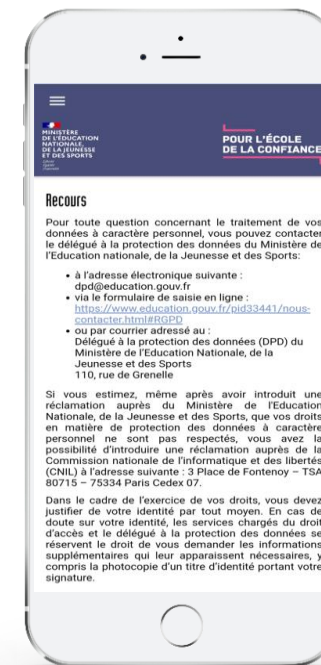 MINISTÈRE
DE L'ÉDUCATION
NATIONALE,
DE LA JEUNESSE
ET DES SPORTS
POUR L'ÉCOLE
DE LA CONFIANCE
Recours
Pour toute question concernant le traitement de vos
données à caractère personnel, vous pouvez contacter
le délégué à la protection des données du Ministère de
l'Education nationale, de la Jeunesse et des Sports:
• à l'adresse électronique suivante :
dpd@education.gouv.fr
• via le formulaire de saisie en ligne :
https://www.education.gouv.fr/pid33441/nous-
contacter.html#RGPD
• ou par courrier adressé au :
Délégué à la protection des données (DPD) du
Ministère de l'Education Nationale, de la
Jeunesse et des Sports
110, rue de Grenelle
Si vous estimez, même après avoir introduit une
réclamation auprès du Ministère de l'Education
Nationale, de la Jeunesse et des Sports, que vos droits
en matière de protection des données à caractère
personnel ne sont pas respectés, vous avez la
possibilité d'introduire une réclamation auprès de la
Commission nationale de l'informatique et des libertés
(CNIL) à l'adresse suivante : 3 Place de Fontenoy – TSA
80715 – 75334 Paris Cedex 07.
Dans le cadre de l'exercice de vos droits, vous devez
justifier de votre identité par tout moyen. En cas de
doute sur votre identité, les services chargés du droit
d'accès et le délégué à la protection des données se
réservent le droit de vous demander les informations
supplémentaires qui leur apparaissent nécessaires, y
compris la photocopie d'un titre d'identité portant votre
signature.